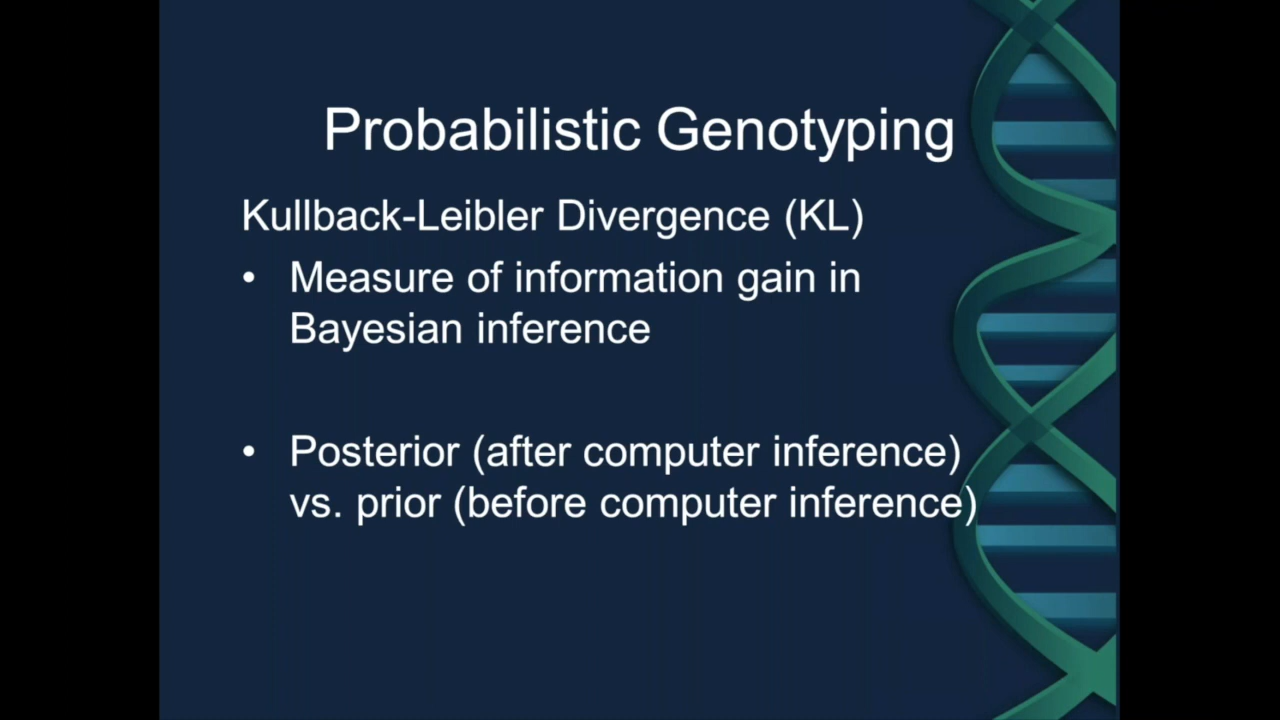 Probabilistic Genotyping
Kullback-Leibler Divergence (KL)
• Measure of information gain in
Bayesian inference
• Posterior (after computer inference)
vs. prior (before computer inference)